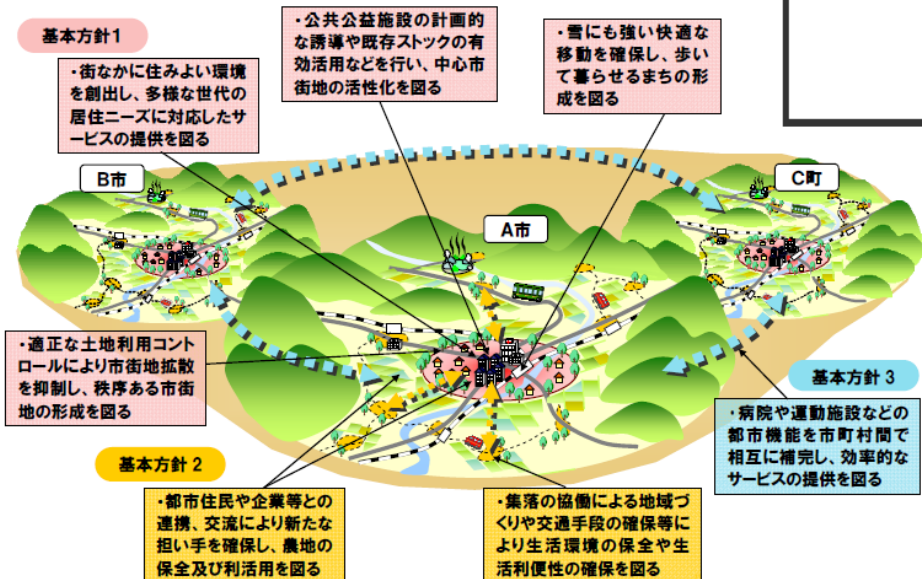 基本方針1
・街なかに住みよい環境
を創出し、多様な世代の
居住ニーズに対応したサ
ービスの提供を図る
・公共公益施設の計画的
な誘導や既存ストックの有
効活用などを行い、中心市
街地の活性化を図る
・雪にも強い快適な
移動を確保し、歩い
て暮らせるまちの形
成を図る
B市
A市
C町
・適正な土地利用コント
ロールにより市街地拡散
を抑制し、秩序ある市街
地の形成を図る
基本方針2
・都市住民や企業等との
連携、交流により新たな
担い手を確保し、農地の
保全及び利活用を図る
・集落の協働による地域づ
くりや交通手段の確保等に
より生活環境の保全や生
活利便性の確保を図る
基本方針3
・病院や運動施設などの
都市機能を市町村間で
相互に補完し、効率的な
サービスの提供を図る